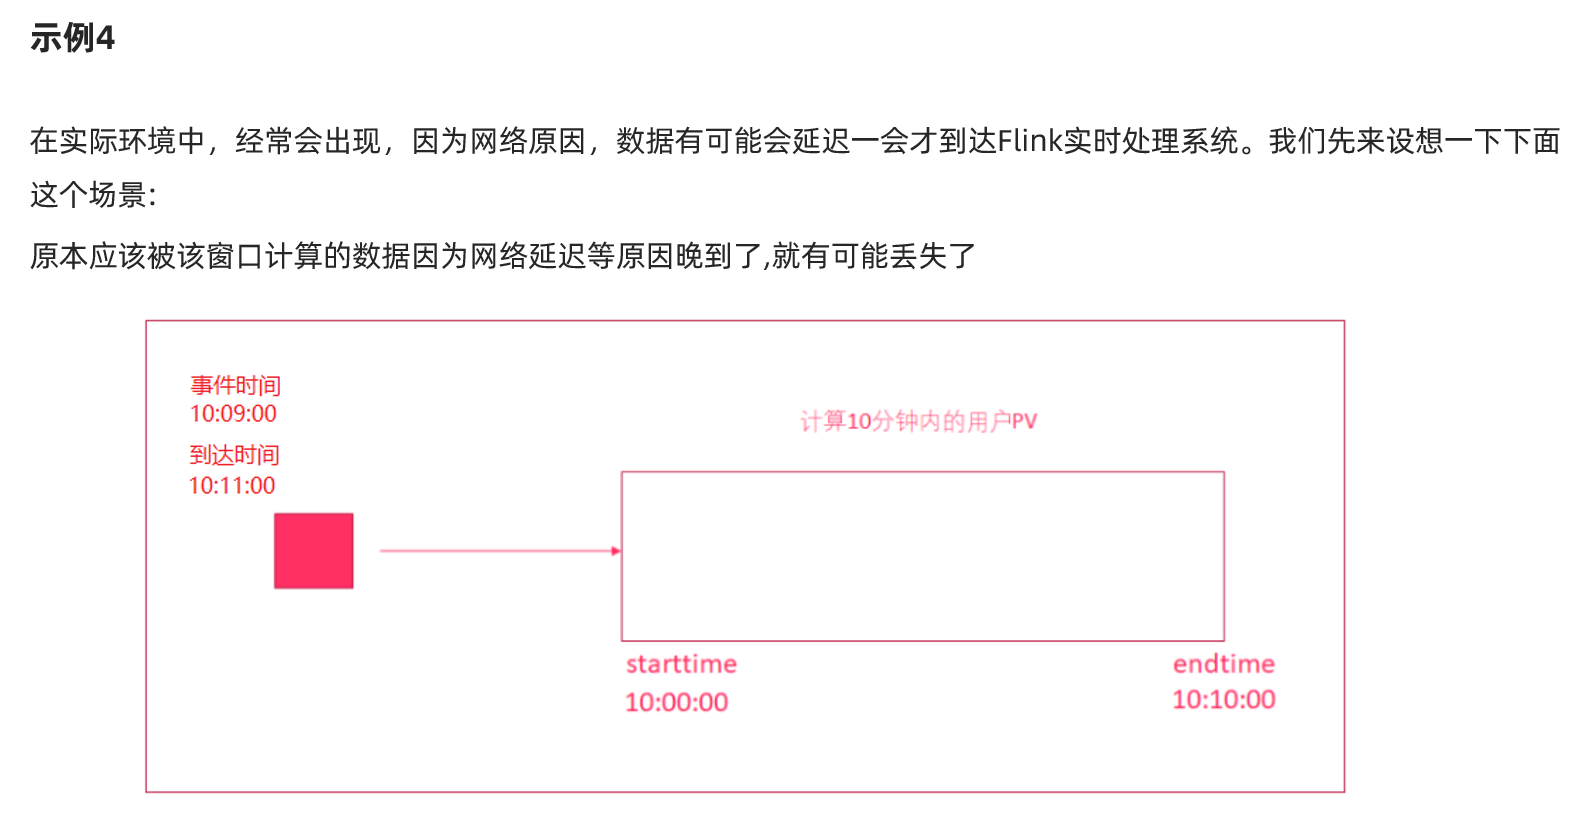 示例4
在实际环境中，经常会出现，因为网络原因，数据有可能会延迟一会才到达Flink实时处理系统。我们先来设想一下下面
这个场景：
原本应该被该窗口计算的数据因为网络延迟等原因晚到了,就有可能丢失了
事件时间
10:09:00
到达时间
10:11:00
计算10分钟内的用户PV
starttime
10:00:00
endtime
10:10:00